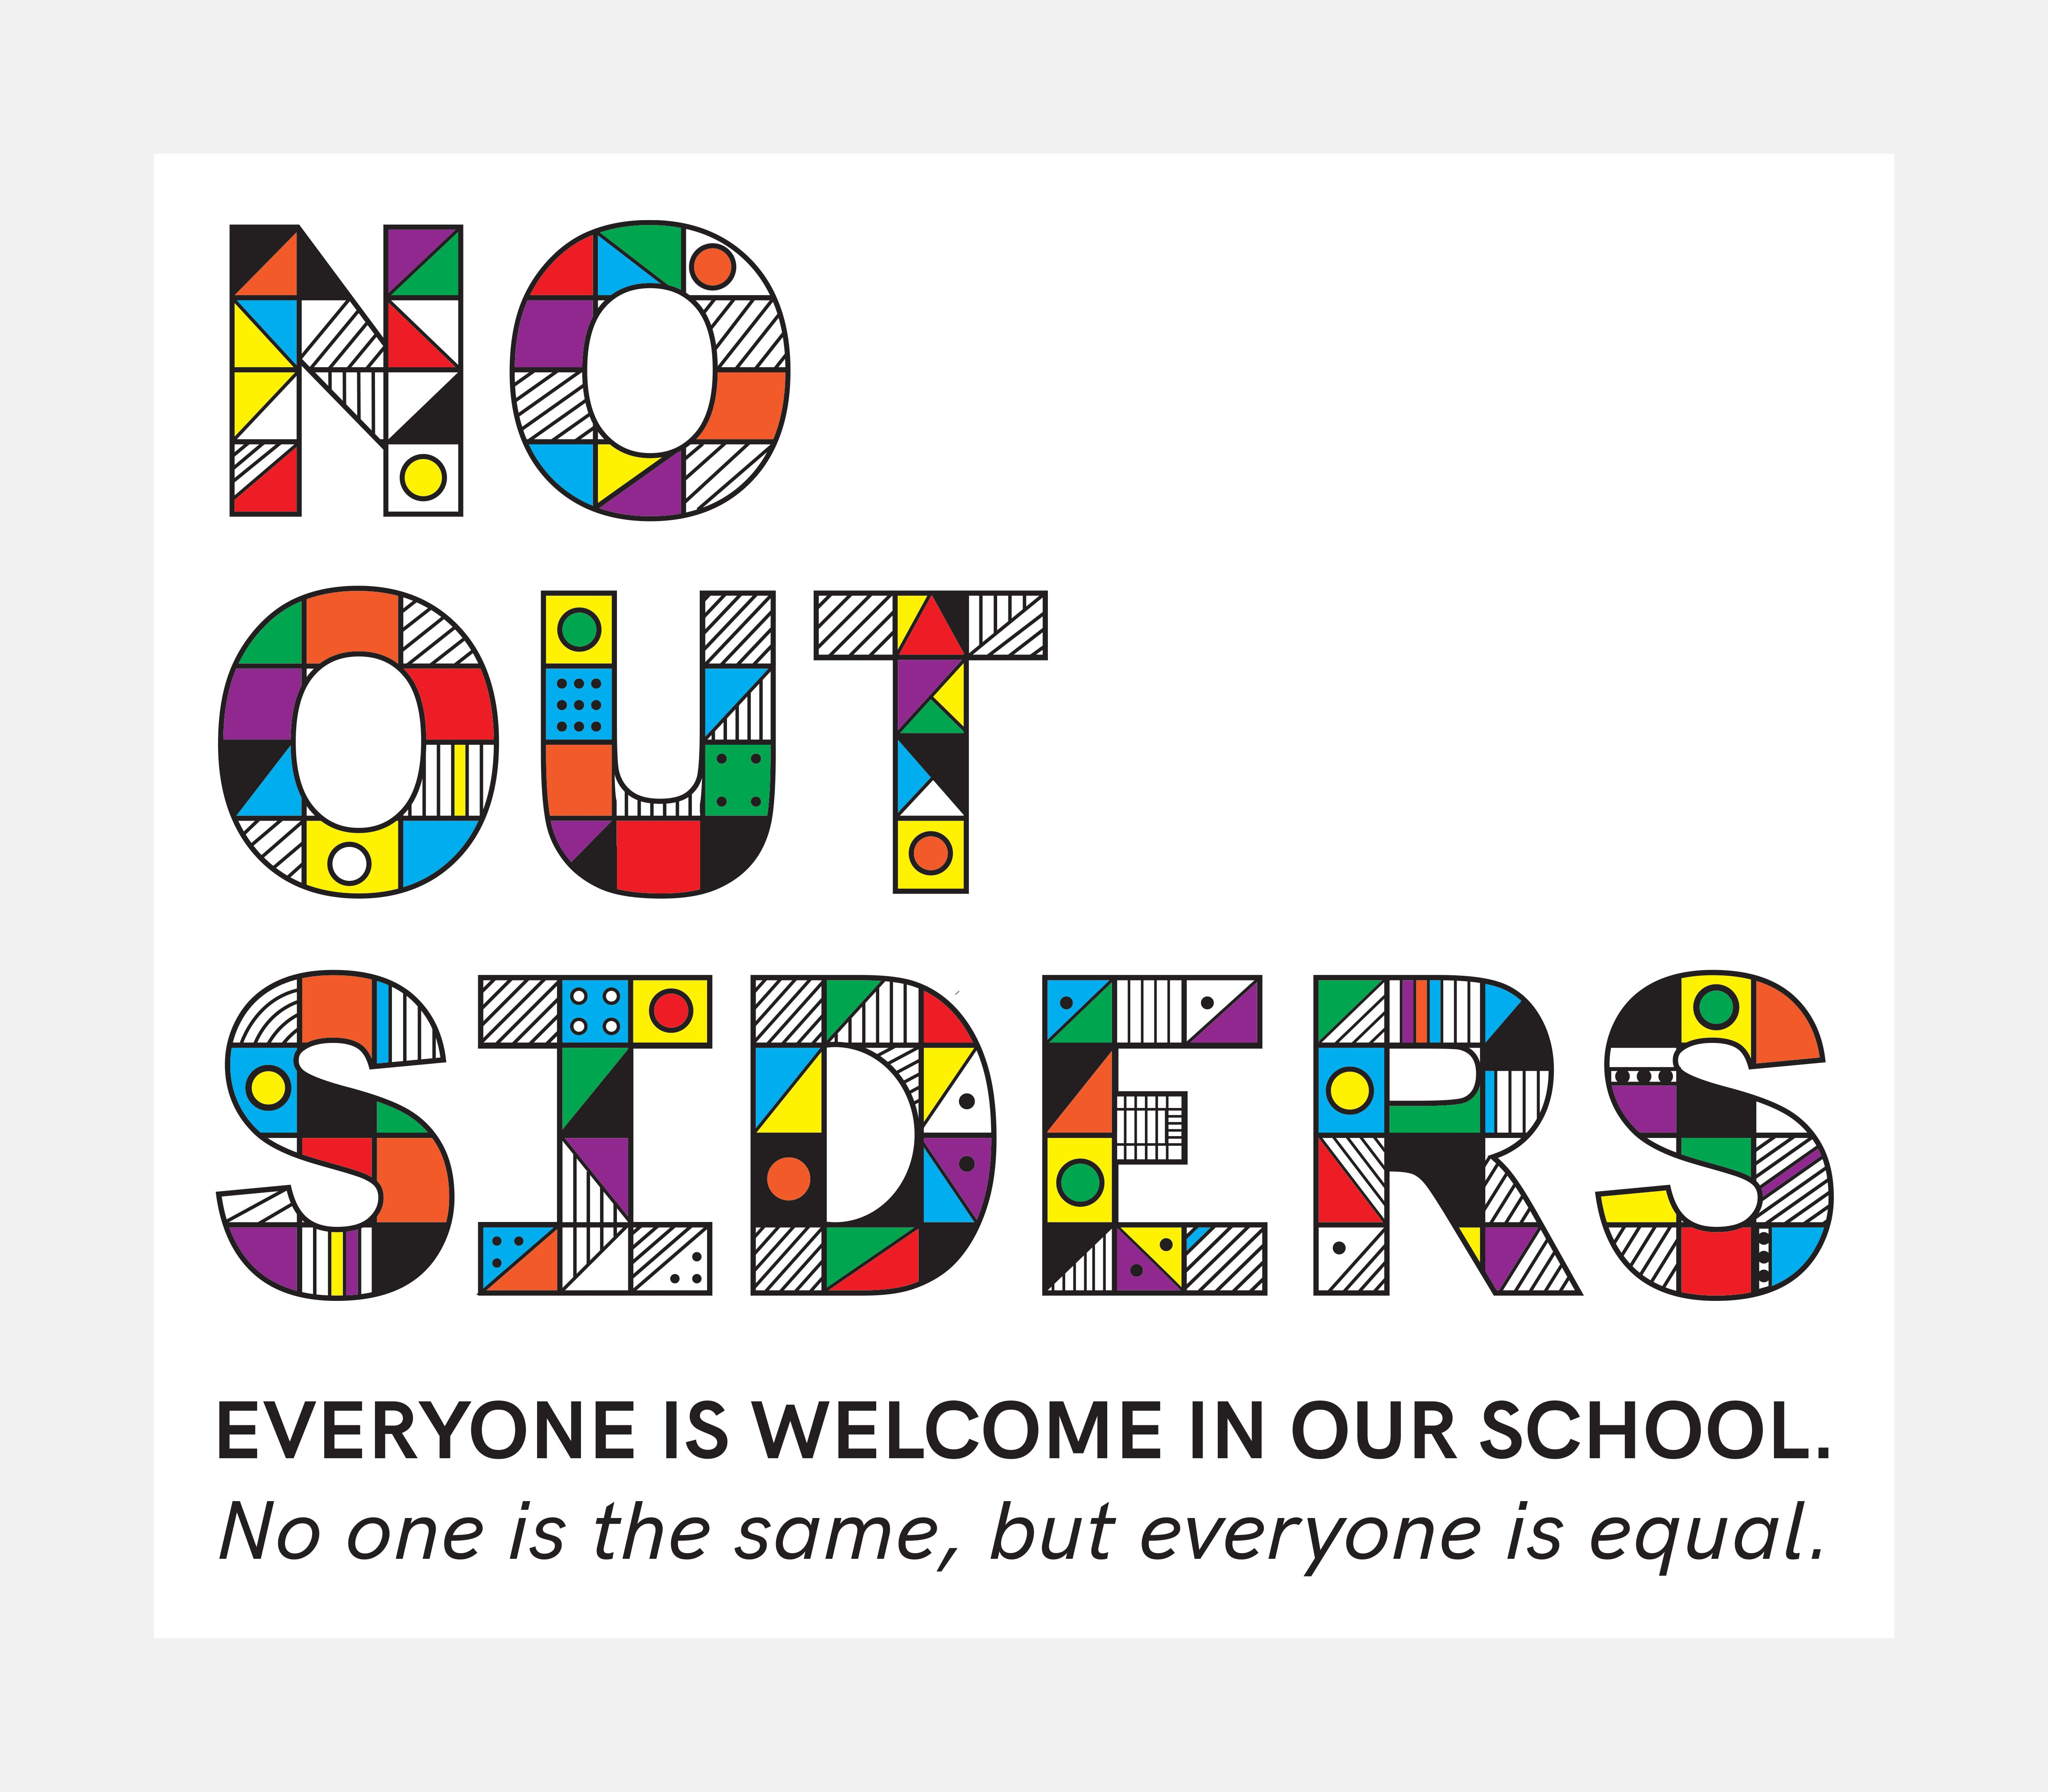 NO
OUT
SIDERS
EVERYONE IS WELCOME IN OUR SCHOOL.
No one is the same, but everyone is equal.